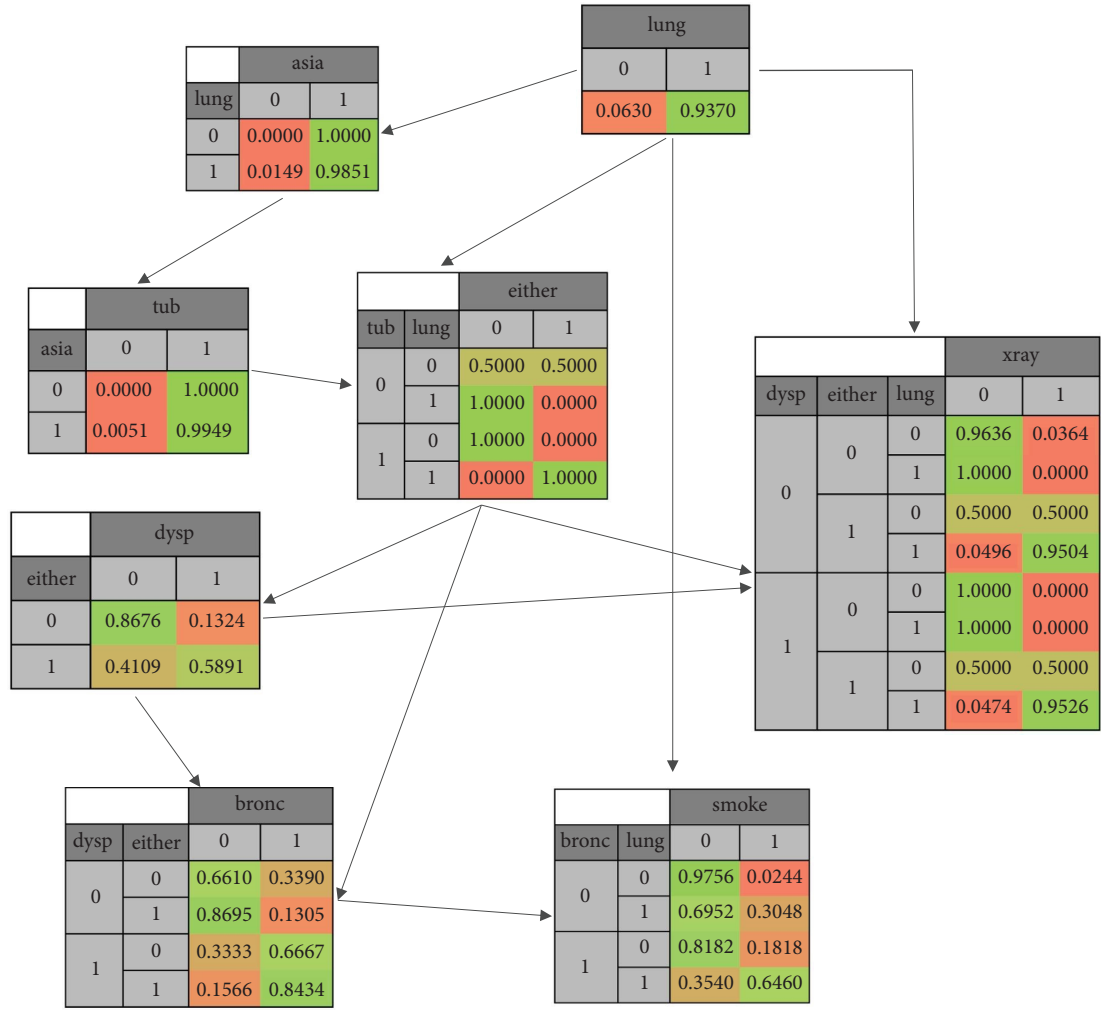 lung
0 1
0.0630 0.9370
asia
lung 0 1
0 0.0000 1.0000
1 0.0149 0.9851
tub
asia 0 1
0 0.0000 1.0000
1 0.0051 0.9949
either
tub lung 0 1
0 0 0.5000 0.5000
1 1.0000 0.0000
1 0 1.0000 0.0000
1 0.0000 1.0000
xray
dysp either lung 0 1
0 0 0 0.9636 0.0364
1 1.0000 0.0000
1 0 0.5000 0.5000
1 0.0496 0.9504
1 0 0 1.0000 0.0000
1 1.0000 0.0000
1 0 0.5000 0.5000
1 0.0474 0.9526
dysp
either 0 1
0 0.8676 0.1324
1 0.4109 0.5891
bronc
dysp either 0 1
0 0 0.6610 0.3390
1 0.8695 0.1305
1 0 0.3333 0.6667
1 0.1566 0.8434
smoke
bronc lung 0 1
0 0 0.9756 0.0244
1 0.6952 0.3048
1 0 0.8182 0.1818
1 0.3540 0.6460